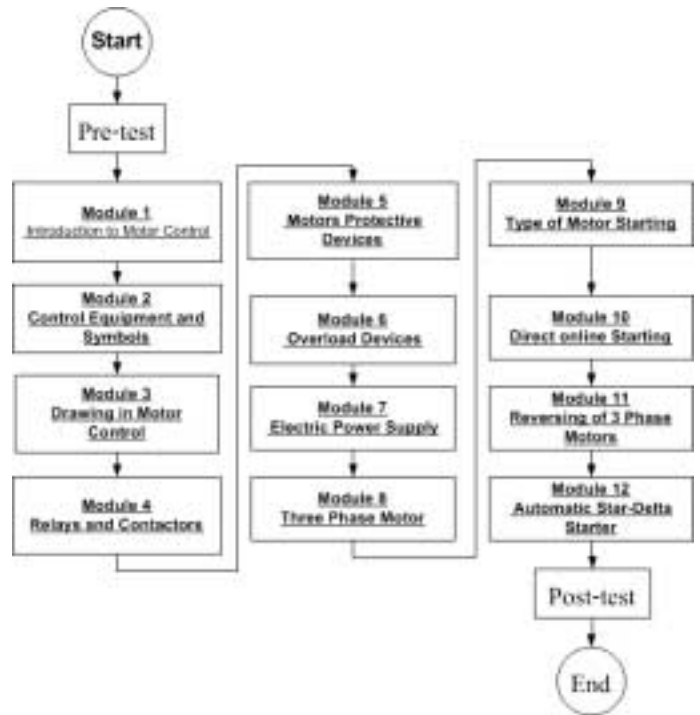 Start
Pre-test
Module 1
Introduction to Motor Control
Module 2
Control Equipment and
Symbols
Module 3
Drawing in Motor
Control
Module 4
Relays and Contactors
Module 5
Motors Protective
Devices
Module 6
Overload Devices
Module 7
Electric Power Supply
Module 8
Three Phase Motor
Module 9
Type of Motor Starting
Module 10
Direct online Starting
Module 11
Reversing of 3 Phase
Motors
Module 12
Automatic Star-Delta
Starter
Post-test
End